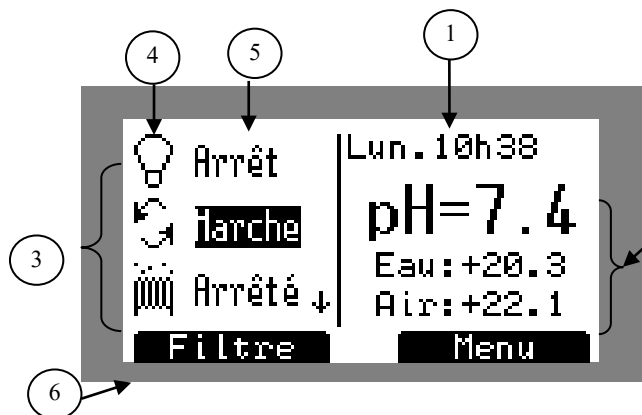 1
4
5
Arrêt
Marche
Arrêté
Lun.10h38
pH=7.4
Eau:+20.3
Air:+22.1
3
Filtre
Menu
6